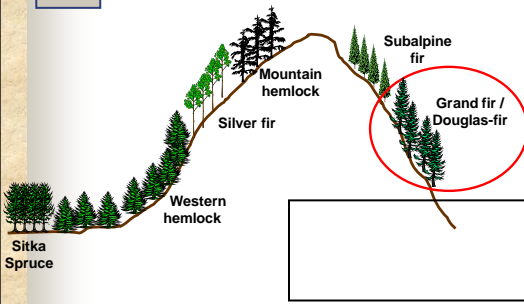 Subalpine
fir
Mountain
hemlock
Grand fir /
Douglas-fir
Silver fir
Western
hemlock
Sitka
Spruce